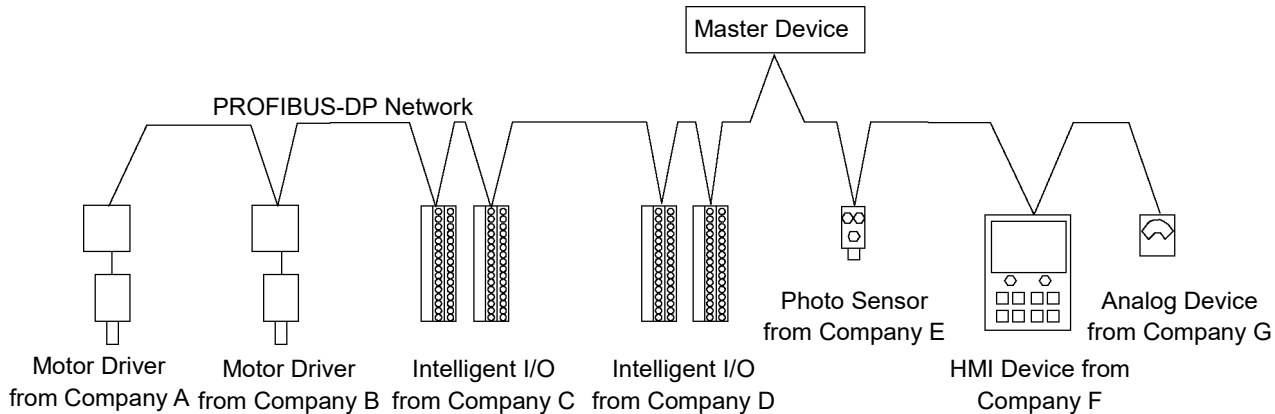 Master Device
PROFIBUS-DP Network
Motor Driver
from Company A
Motor Driver
from Company B
Intelligent I/O
from Company C
Intelligent I/O
from Company D
Photo Sensor
from Company E
HMI Device from
Company F
Analog Device
from Company G